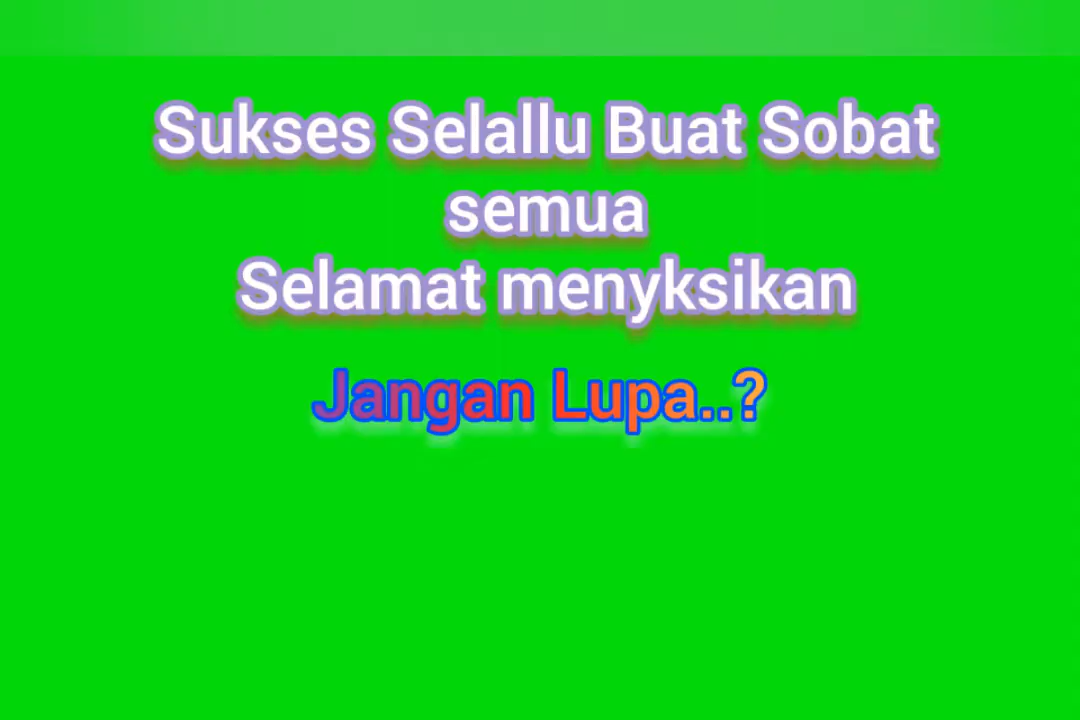 Sukses Selallu Buat Sobat
semua
Selamat menyksikan
Jangan Lupa..?